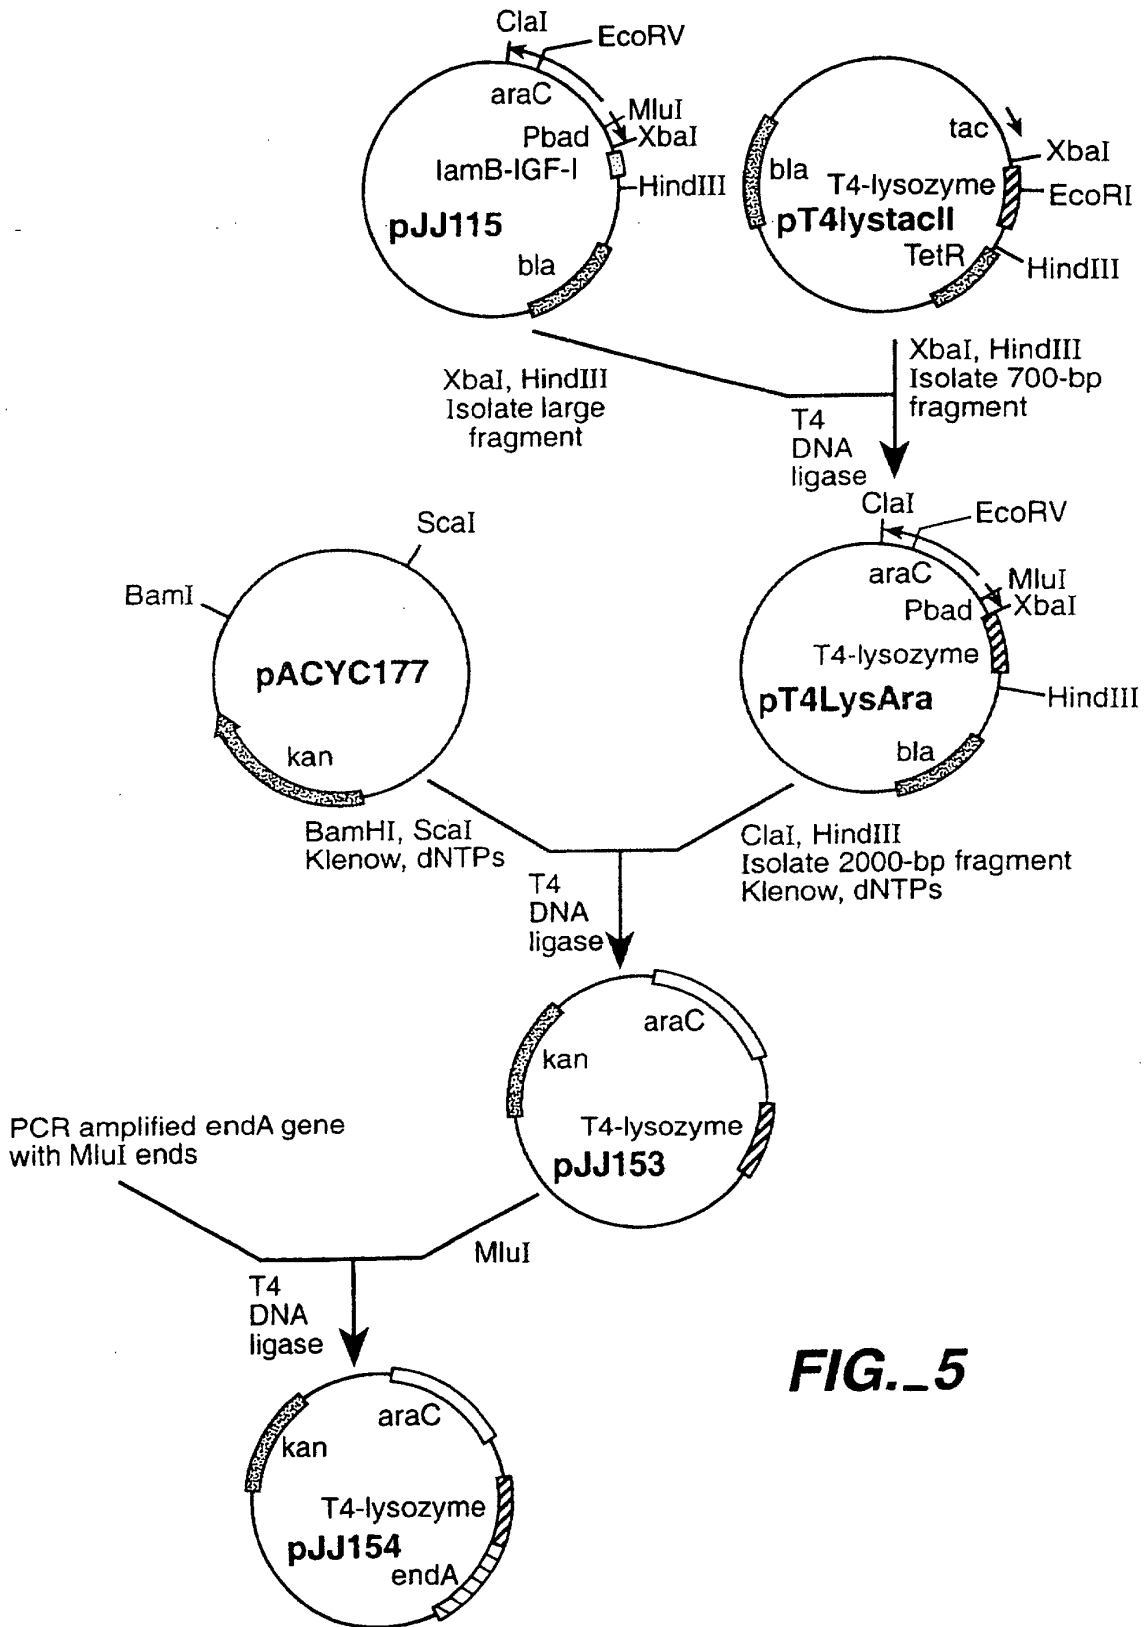 ClaI
EcoRV
araC
MluI
Pbad
XbaI
lamB-IGF-I
HindIII
pJJ115
bla
tac
XbaI
bla
T4-lysozyme
EcoRI
pT4lystacII
TetR
HindIII
XbaI, HindIII
Isolate large
fragment
XbaI, HindIII
Isolate 700-bp
fragment
T4
DNA
ligase
ScaI
BamI
pACYC177
kan
ClaI
EcoRV
araC
MluI
Pbad
XbaI
T4-lysozyme
pT4LysAra
HindIII
bla
BamHI, ScaI
Klenow, dNTPs
ClaI, HindIII
Isolate 2000-bp fragment
Klenow, dNTPs
T4
DNA
ligase
araC
kan
T4-lysozyme
pJJ153
PCR amplified endA gene
with MluI ends
MluI
T4
DNA
ligase
araC
kan
T4-lysozyme
pJJ154
endA
FIG._5